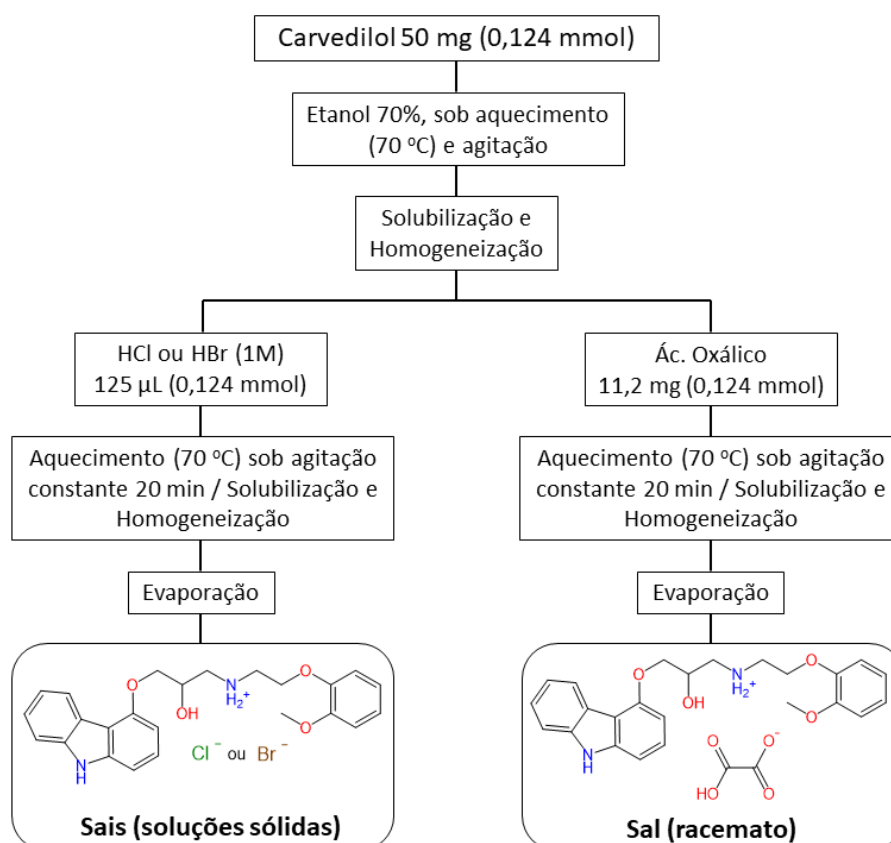 Carvedilol 50 mg (0,124 mmol)
Etanol 70%, sob aquecimento
(70 ºC) e agitação
Solubilização e
Homogeneização
HCl ou HBr (1M)
125 µL (0,124 mmol)
Ác. Oxálico
11,2 mg (0,124 mmol)
Aquecimento (70 ºC) sob agitação
constante 20 min / Solubilização e
Homogeneização
Aquecimento (70 ºC) sob agitação
constante 20 min / Solubilização e
Homogeneização
Evaporação
Evaporação
O
OH
N
H₂⁺
O
O
N
H
Cl⁻ ou Br⁻
Sais (soluções sólidas)
O
OH
N
H₂⁺
O
O
N
H
O
O⁻
HO
O
Sal (racemato)